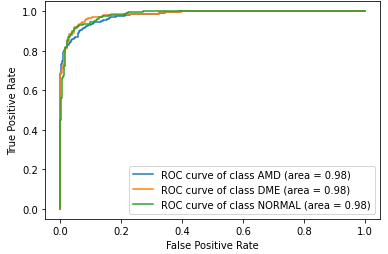 1.0
0.8
0.6
0.4
0.2
0.0
True Positive Rate
ROC curve of class AMD (area = 0.98)
ROC curve of class DME (area = 0.98)
ROC curve of class NORMAL (area = 0.98)
0.0 0.2 0.4 0.6 0.8 1.0
False Positive Rate